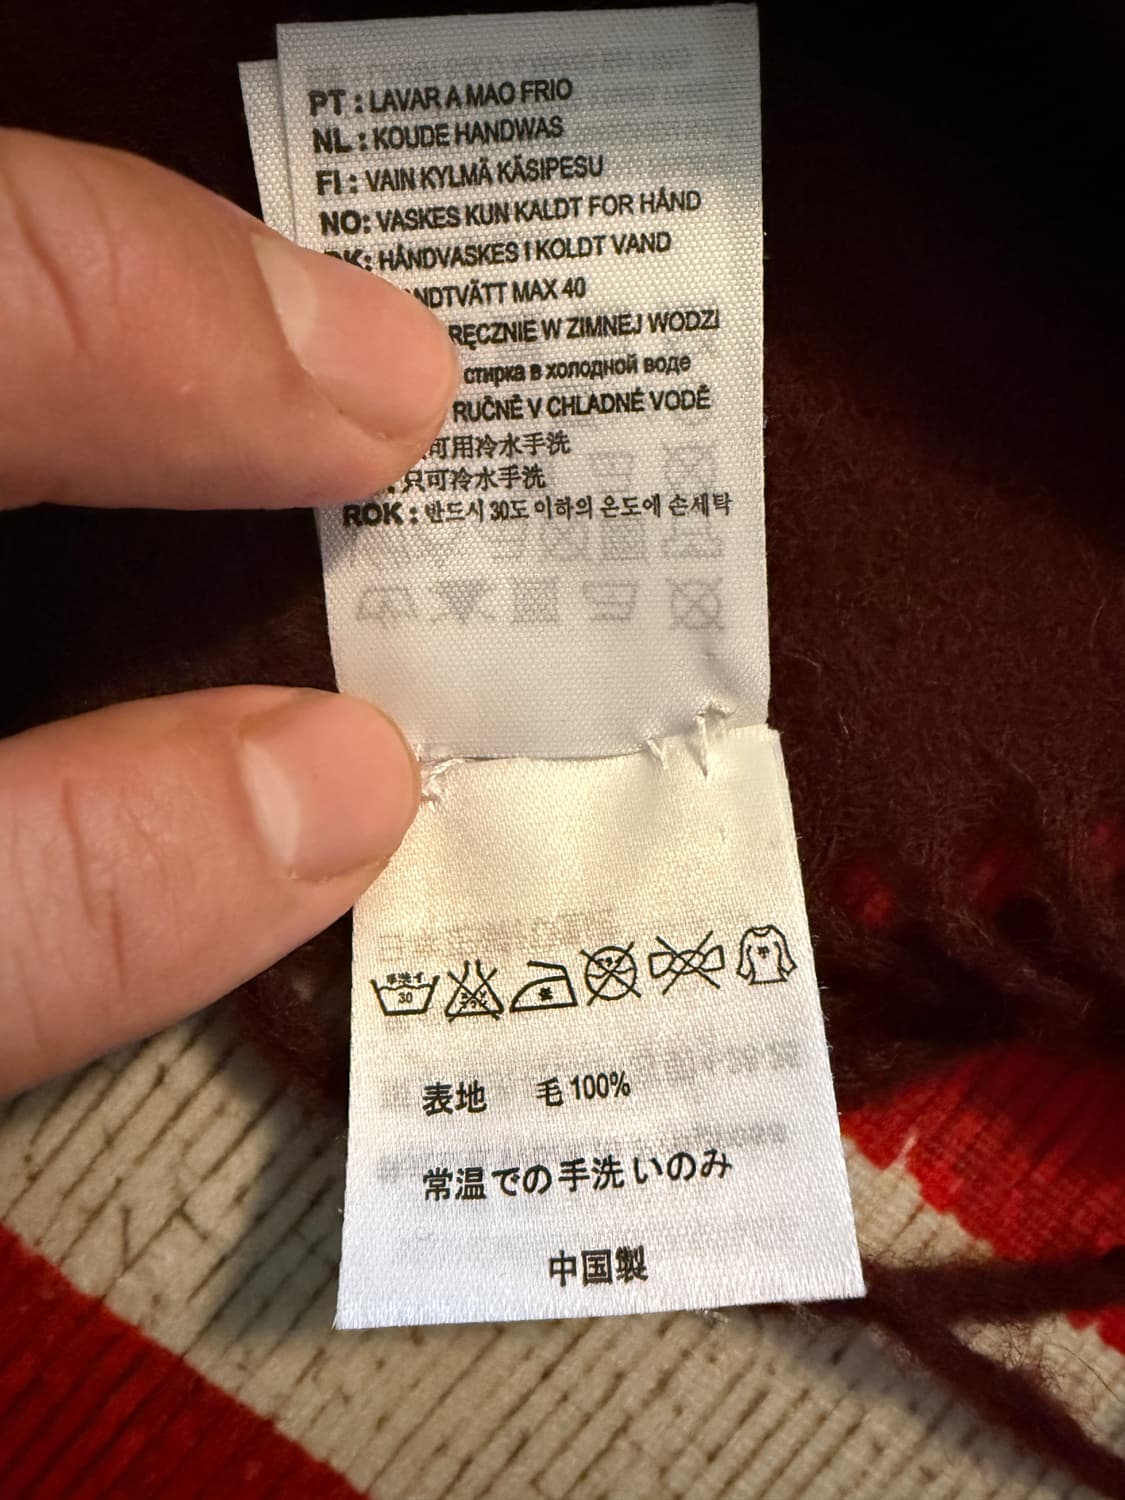 PT : LAVAR A MAO FRIO
NL : KOUDE HANDWAS
FI : VAIN KYLMÄ KÄSIPESU
NO: VASKES KUN KALDT FOR HÅND
DK: HÅNDVASKES I KOLDT VAND
MAX 40
RĘCZNIE W ZIMNEJ WODZI
стирка в холодной воде
RUČNĚ V CHLADNÉ VODĚ
可用冷水手洗
只可冷水手洗
ROK : 반드시 30도 이하의 온도에 손세탁
手洗イ
30
表地 毛 100%
常温での手洗いのみ
中国製